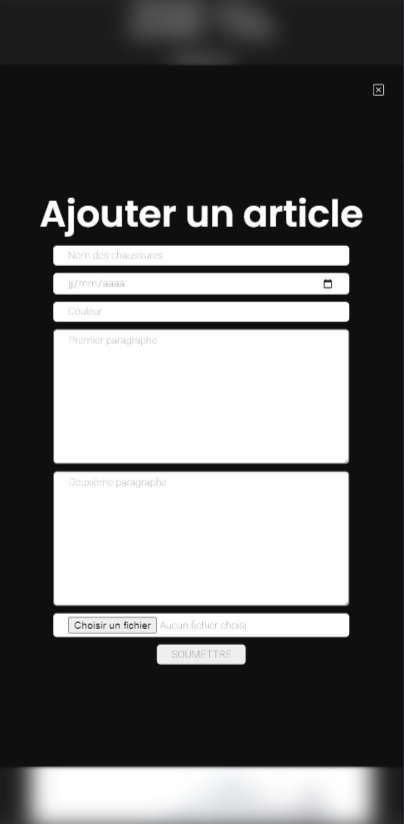 Ajouter un article
Nom des chaussures
jj/mm/aaaa
Couleur
Premier paragraphe
Deuxième paragraphe
Choisir un fichier Aucun fichier choisi
SOUMETTRE